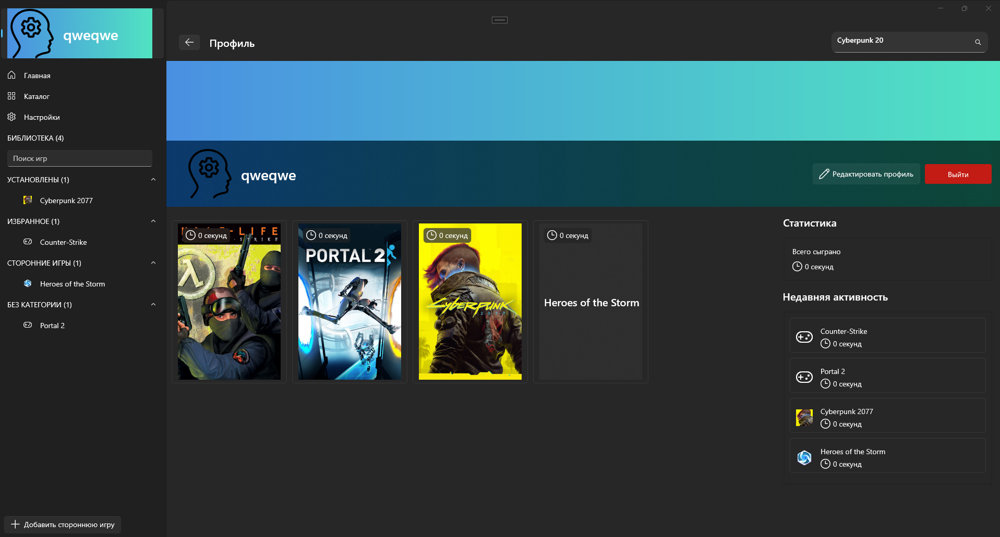 qweqwe
Главная
Каталог
Настройки
БИБЛИОТЕКА (4)
Поиск игр
УСТАНОВЛЕНЫ (1)
Cyberpunk 2077
ИЗБРАННОЕ (1)
Counter-Strike
СТОРОННИЕ ИГРЫ (1)
Heroes of the Storm
БЕЗ КАТЕГОРИИ (1)
Portal 2
Добавить стороннюю игру
Профиль
Cyberpunk 20
qweqwe
Редактировать профиль
Выйти
0 секунд
0 секунд
PORTAL 2
0 секунд
Cyberpunk
2077
0 секунд
Heroes of the Storm
Статистика
Всего сыграно
0 секунд
Недавняя активность
Counter-Strike
0 секунд
Portal 2
0 секунд
Cyberpunk 2077
0 секунд
Heroes of the Storm
0 секунд